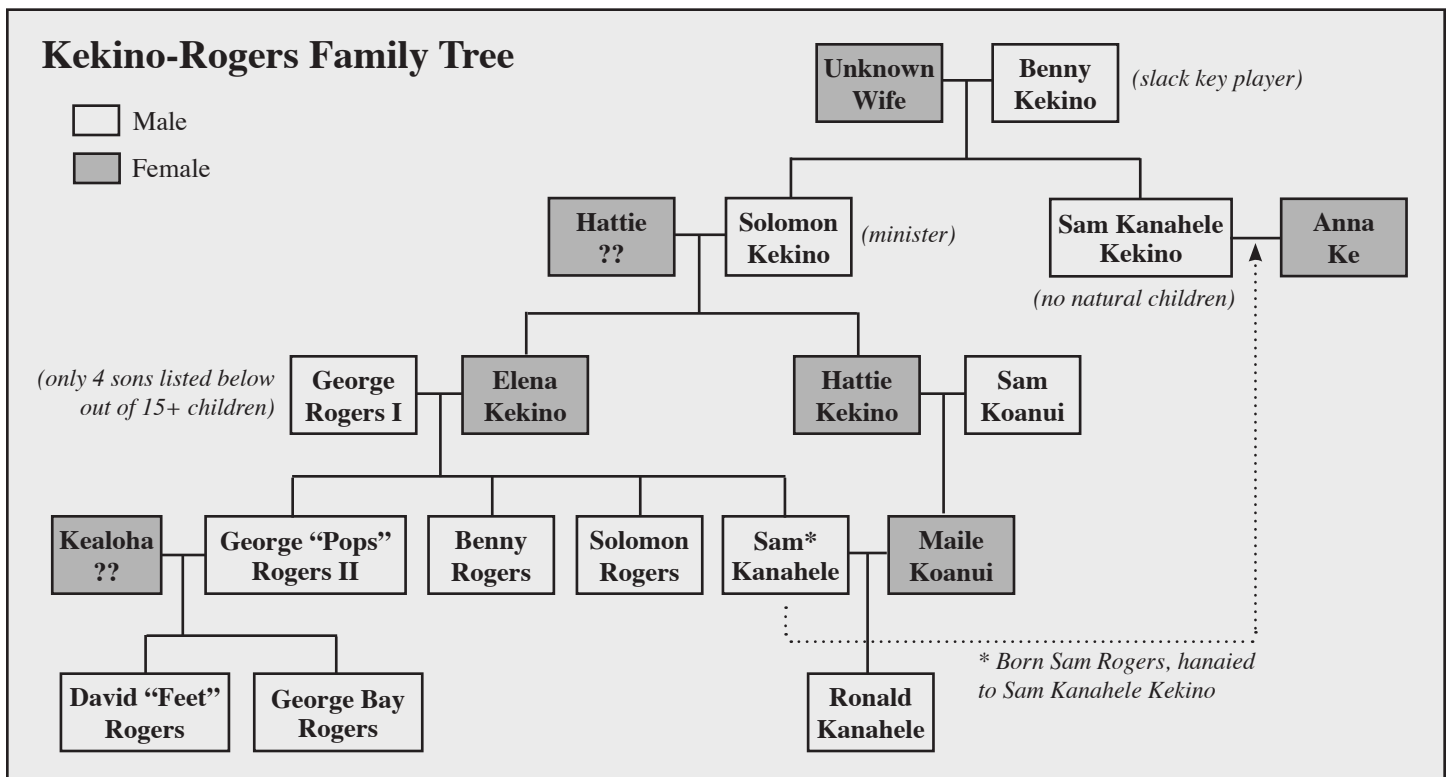 Kekino-Rogers Family Tree
Male
Female
Unknown
Wife
Benny
Kekino
(slack key player)
Hattie
??
Solomon
Kekino
(minister)
Sam Kanahele
Kekino
Anna
Ke
(no natural children)
(only 4 sons listed below
out of 15+ children)
George
Rogers I
Elena
Kekino
Hattie
Kekino
Sam
Koanui
Kealoha
??
George “Pops”
Rogers II
Benny
Rogers
Solomon
Rogers
Sam*
Kanahele
Maile
Koanui
* Born Sam Rogers, hanaied
to Sam Kanahele Kekino
David “Feet”
Rogers
George Bay
Rogers
Ronald
Kanahele